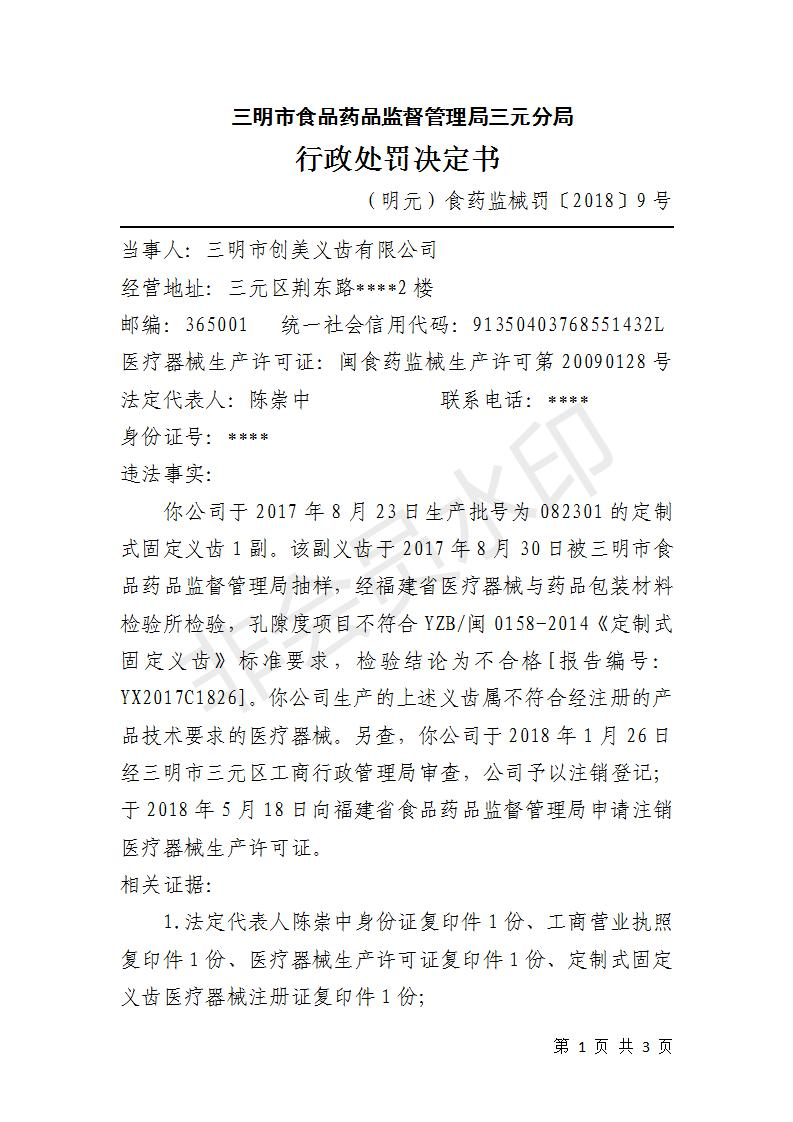 三明市食品药品监督管理局三元分局
行政处罚决定书
（明元）食药监械罚〔2018〕9号
当事人：三明市创美义齿有限公司
经营地址：三元区荆东路****2楼
邮编：365001 统一社会信用代码：91350403768551432L
医疗器械生产许可证：闽食药监械生产许可第20090128号
法定代表人：陈崇中 联系电话：****
身份证号：****
违法事实：
你公司于2017年8月23日生产批号为082301的定制
式固定义齿1副。该副义齿于2017年8月30日被三明市食
品药品监督管理局抽样，经福建省医疗器械与药品包装材料
检验所检验，孔隙度项目不符合YZB/闽0158-2014《定制式
固定义齿》标准要求，检验结论为不合格[报告编号：
YX2017C1826]。你公司生产的上述义齿属不符合经注册的产
品技术要求的医疗器械。另查，你公司于2018年1月26日
经三明市三元区工商行政管理局审查，公司予以注销登记；
于2018年5月18日向福建省食品药品监督管理局申请注销
医疗器械生产许可证。
相关证据：
1.法定代表人陈崇中身份证复印件1份、工商营业执照
复印件1份、医疗器械生产许可证复印件1份、定制式固定
义齿医疗器械注册证复印件1份；
第 1 页 共 3 页
非会员水印